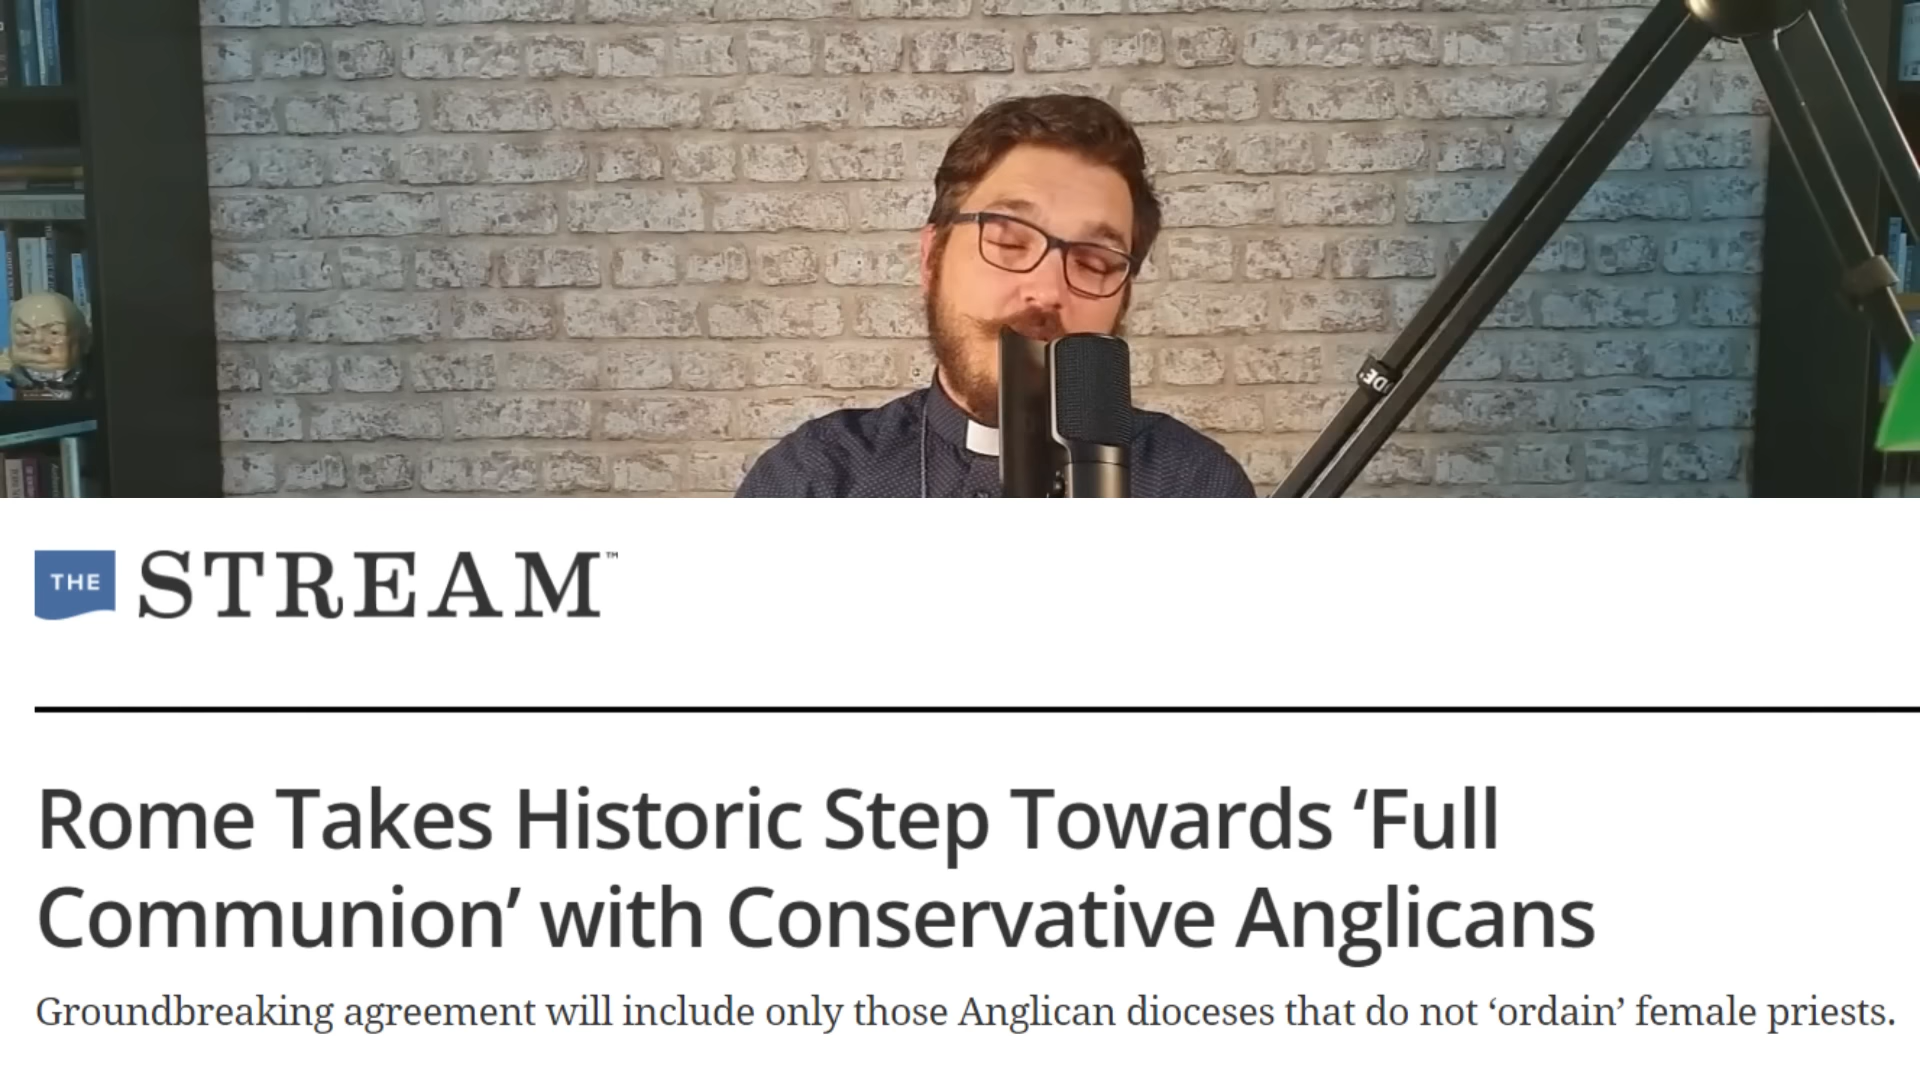 THE STREAM™
Rome Takes Historic Step Towards ‘Full
Communion’ with Conservative Anglicans
Groundbreaking agreement will include only those Anglican dioceses that do not ‘ordain’ female priests.